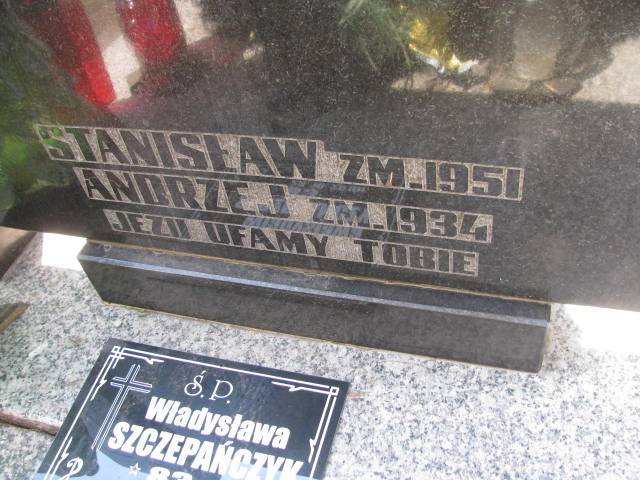 STANISŁAW ZM. 1951
ANDRZEJ ZM. 1934
JEZU UFAMY TOBIE
Ś. P.
Władysława
SZCZEPAŃCZYK